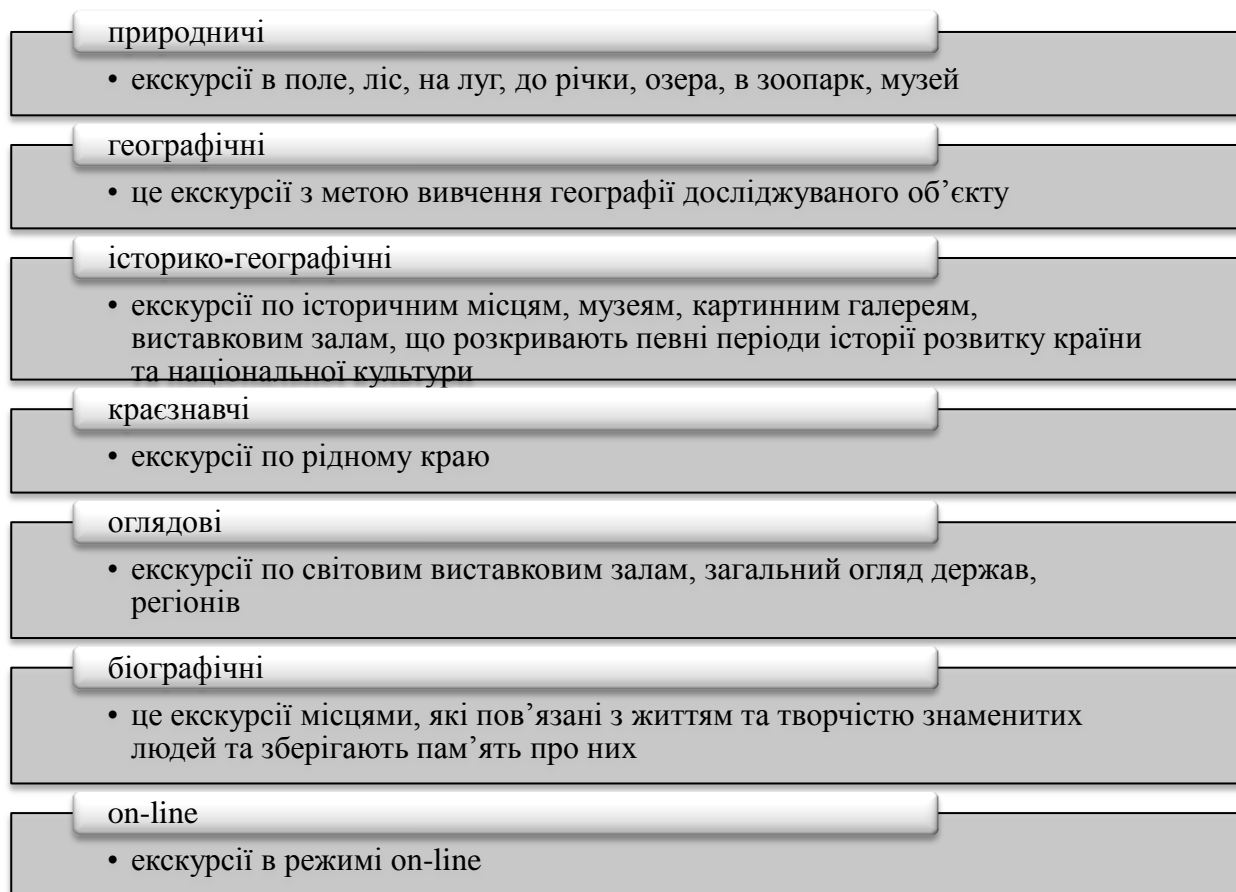 природничі
• екскурсії в поле, ліс, на луг, до річки, озера, в зоопарк, музей
географічні
• це екскурсії з метою вивчення географії досліджуваного об’єкту
історико-географічні
• екскурсії по історичним місцям, музеям, картинним галереям,
виставковим залам, що розкривають певні періоди історії розвитку країни
та національної культури
краєзнавчі
• екскурсії по рідному краю
оглядові
• екскурсії по світовим виставковим залам, загальний огляд держав,
регіонів
біографічні
• це екскурсії місцями, які пов’язані з життям та творчістю знаменитих
людей та зберігають пам’ять про них
on-line
• екскурсії в режимі on-line